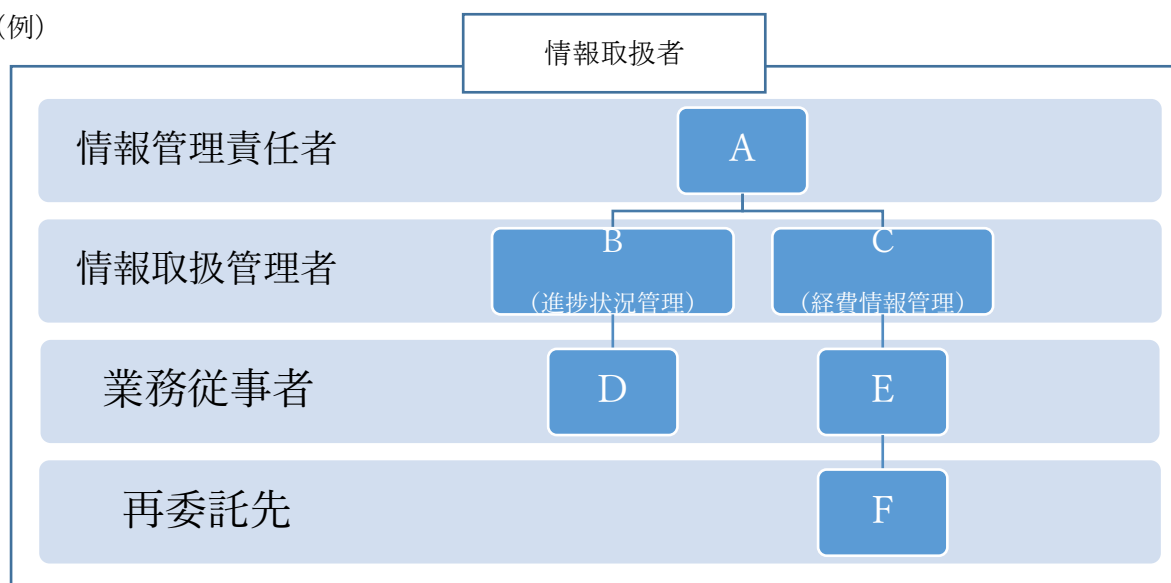 （例）
情報取扱者
情報管理責任者
A
情報取扱管理者
B
（進捗状況管理）
C
（経費情報管理）
業務従事者
D
E
再委託先
F